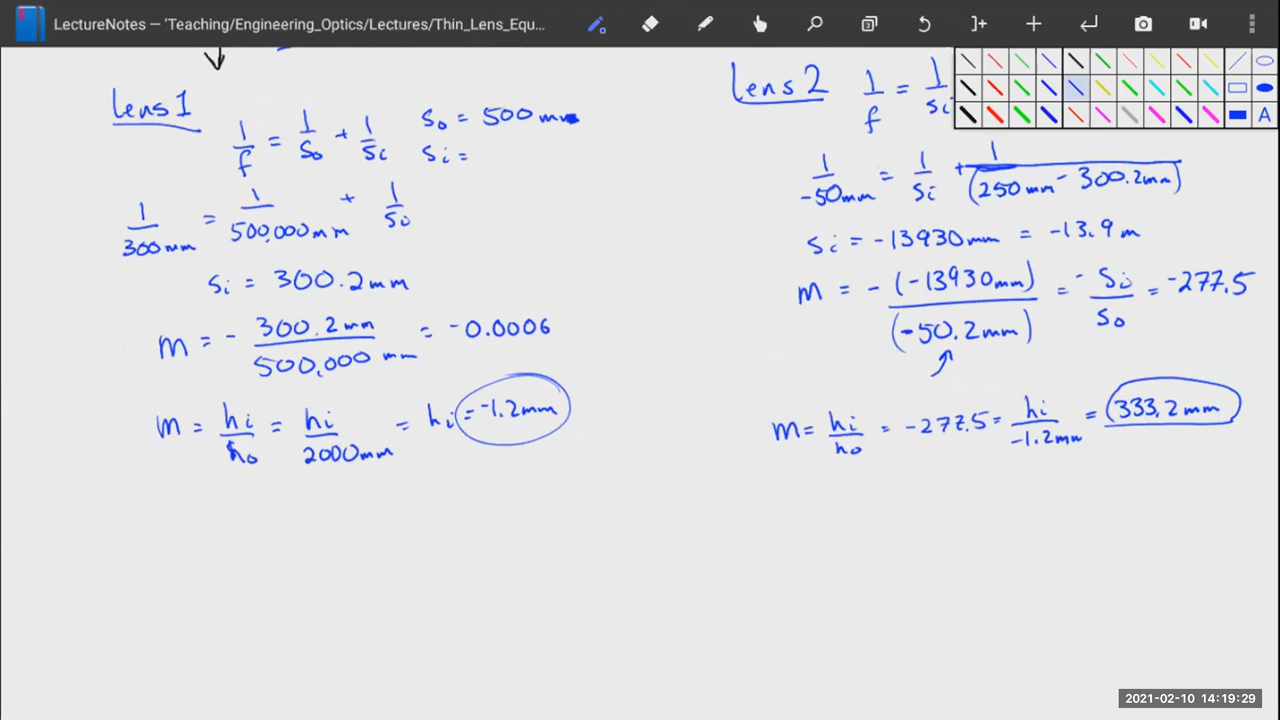 LectureNotes — 'Teaching/Engineering_Optics/Lectures/Thin_Lens_Equ...
Lens 1
1/f = 1/So + 1/Si
So = 500 m
Si =
1/300mm = 1/500,000mm + 1/So
Si = 300.2mm
m = - 300.2mm/500,000mm = -0.0006
m = hi/ho = hi/2000mm = hi = -1.2mm
Lens 2
1/f = 1/Si
1/-50mm = 1/Si + 1/(250mm - 300.2mm)
Si = -13930mm = -13.9m
m = - (-13930mm)/(-50.2mm) = -Si/So = -277.5
m = hi/ho = -277.5 = hi/-1.2mm = 333.2mm
A
2021-02-10 14:19:29